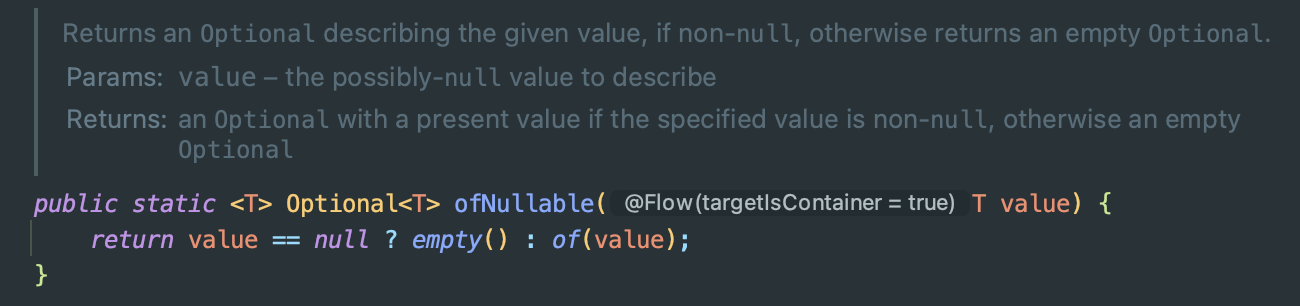 Returns an Optional describing the given value, if non-null, otherwise returns an empty Optional.
Params: value – the possibly-null value to describe
Returns: an Optional with a present value if the specified value is non-null, otherwise an empty
Optional
public static <T> Optional<T> ofNullable( @Flow(targetIsContainer = true) T value) {
    return value == null ? empty() : of(value);
}